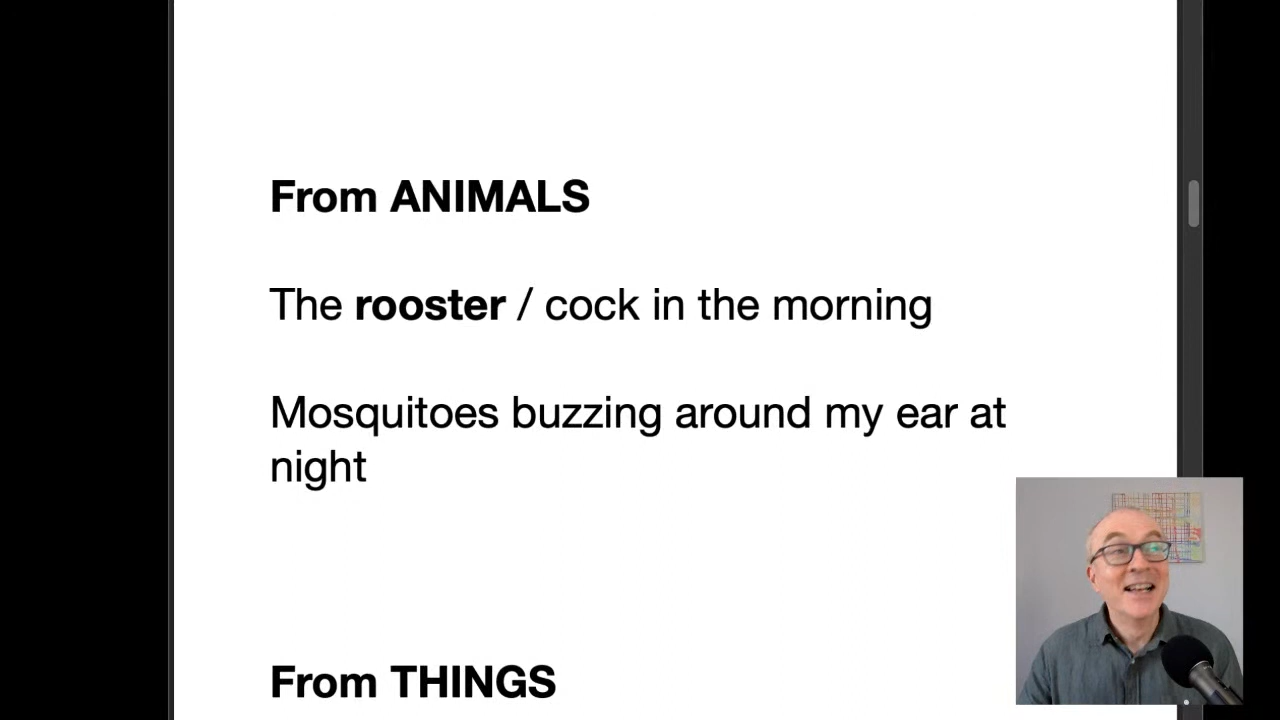 From ANIMALS
The rooster / cock in the morning
Mosquitoes buzzing around my ear at
night
From THINGS